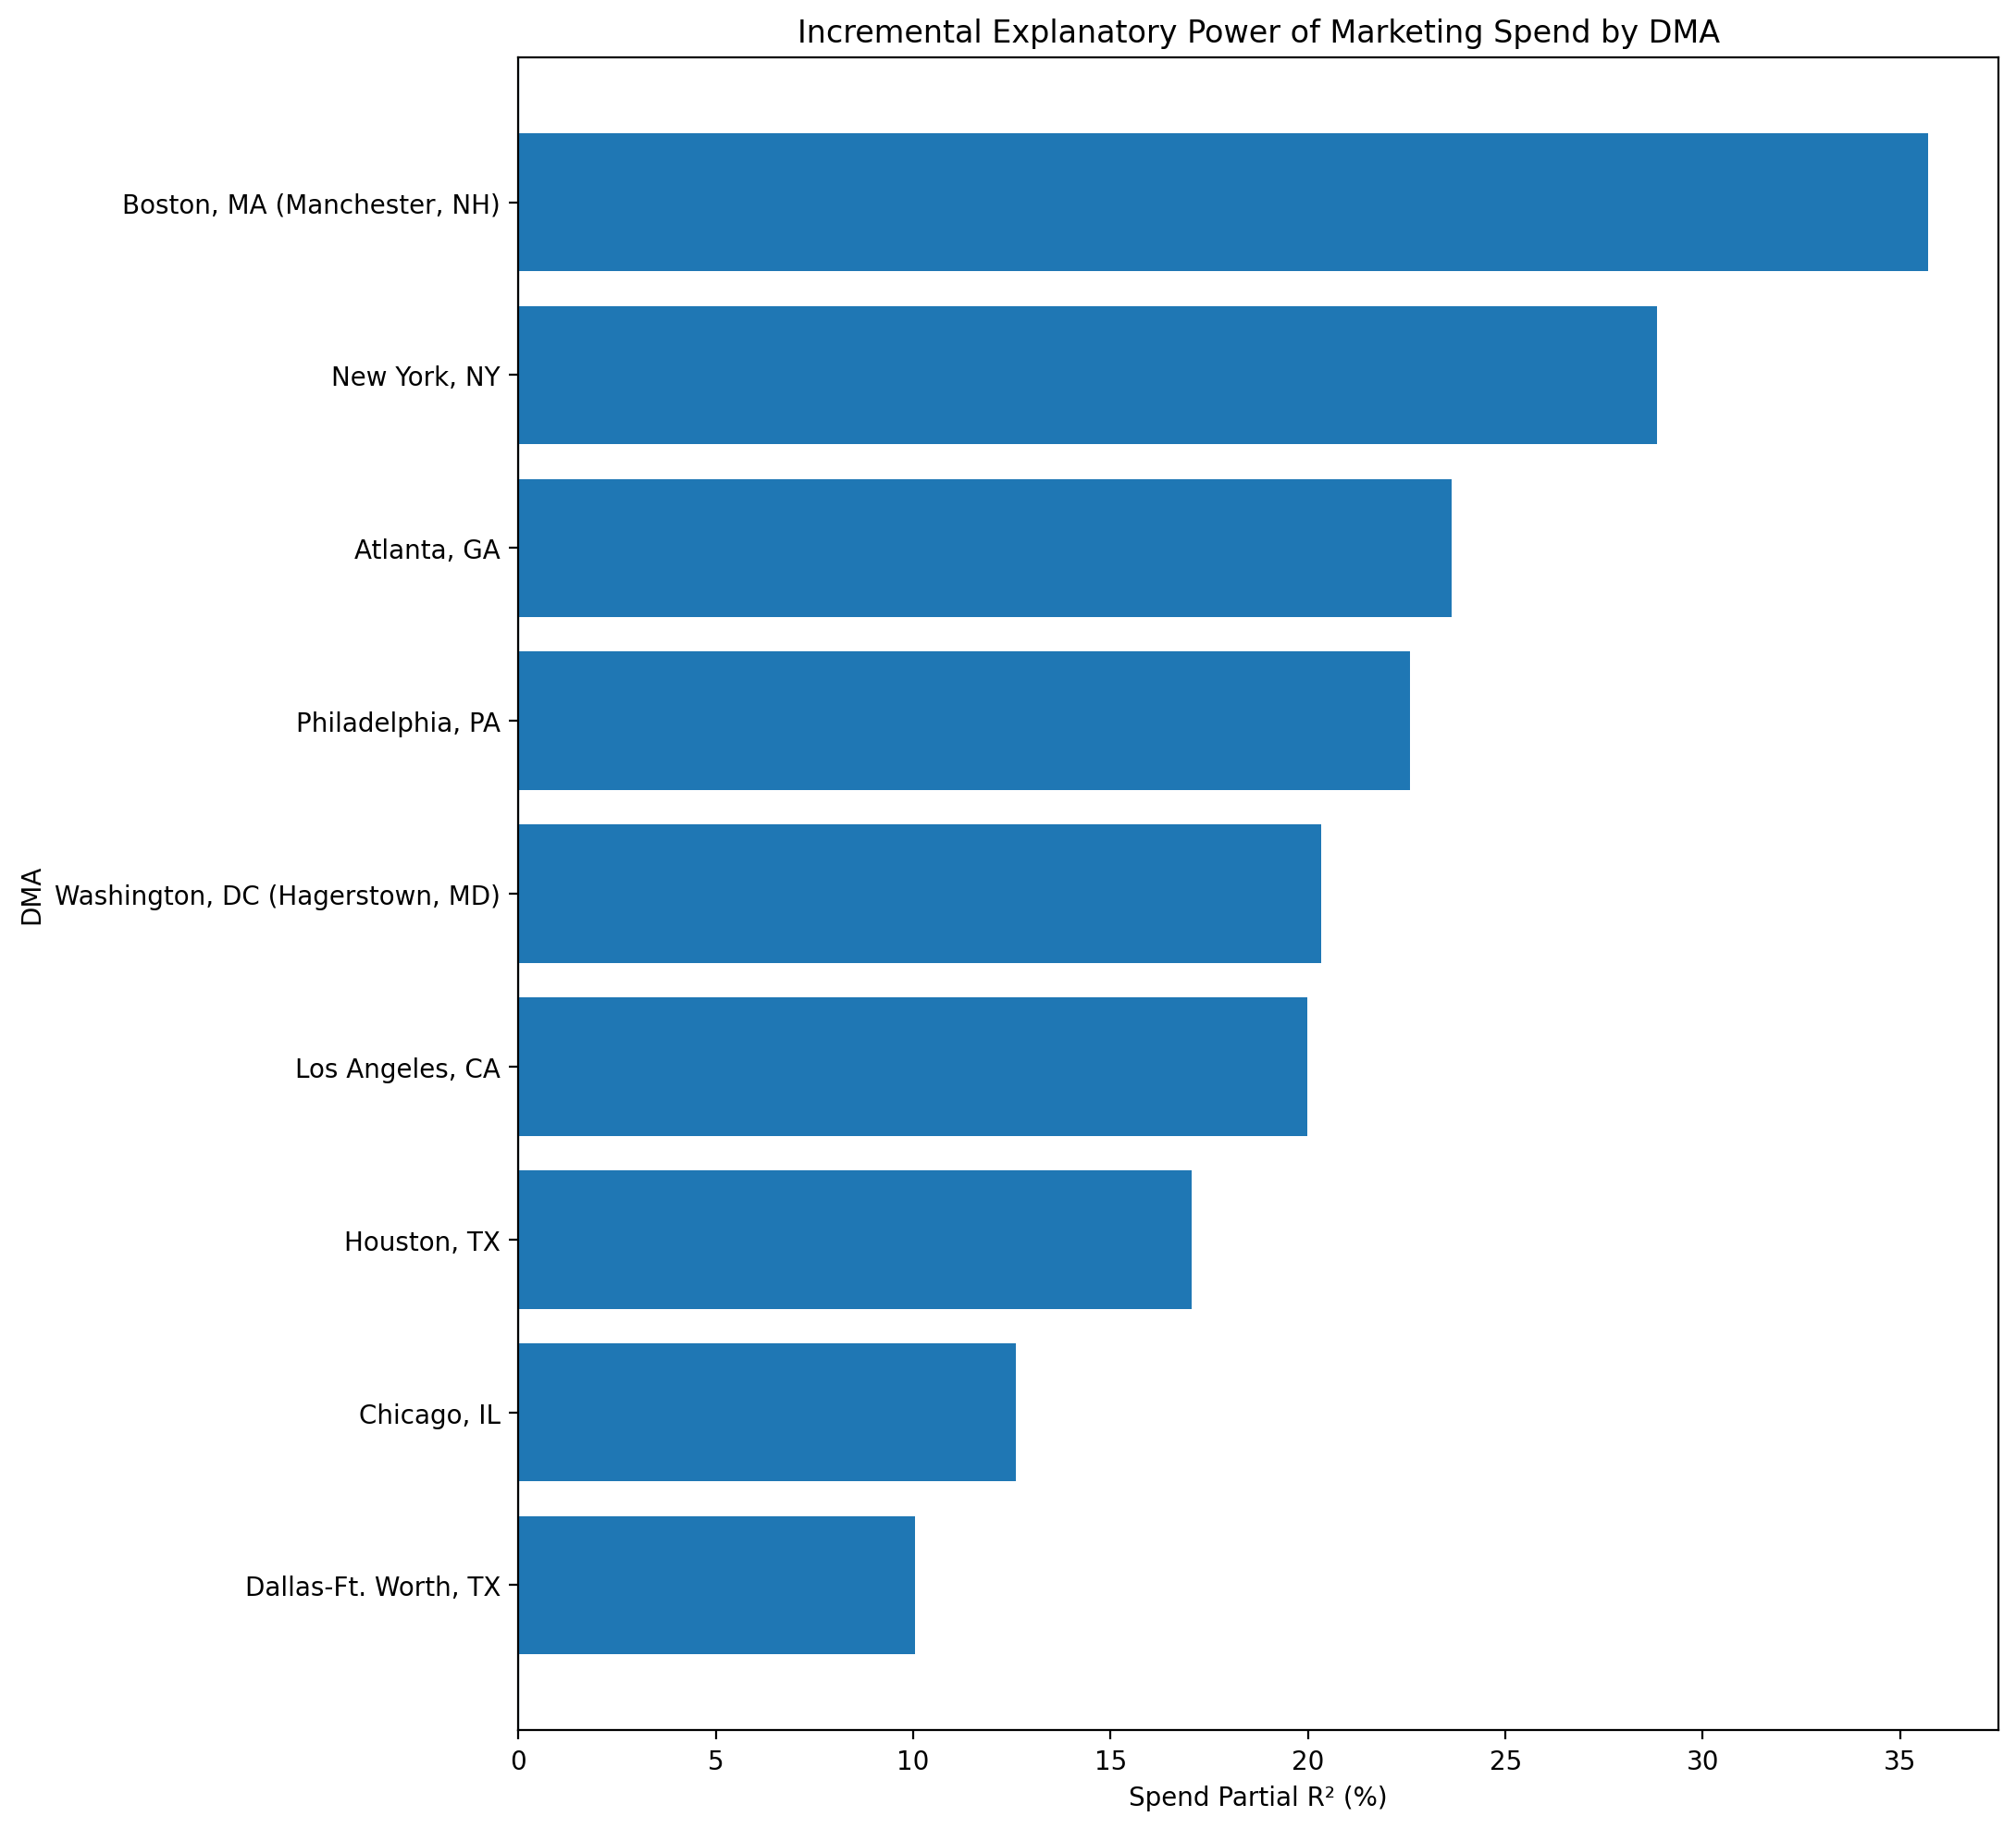 Incremental Explanatory Power of Marketing Spend by DMA
Boston, MA (Manchester, NH)
New York, NY
Atlanta, GA
Philadelphia, PA
Washington, DC (Hagerstown, MD)
Los Angeles, CA
Houston, TX
Chicago, IL
Dallas-Ft. Worth, TX
DMA
0 5 10 15 20 25 30 35
Spend Partial R² (%)